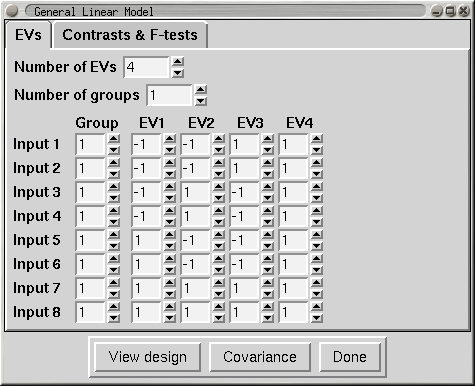 General Linear Model
EVs Contrasts & F-tests
Number of EVs 4
Number of groups 1
Group EV1 EV2 EV3 EV4
Input 1 1 -1 -1 1 1
Input 2 1 -1 -1 1 1
Input 3 1 -1 1 -1 1
Input 4 1 -1 1 -1 1
Input 5 1 1 -1 -1 1
Input 6 1 1 -1 -1 1
Input 7 1 1 1 1 1
Input 8 1 1 1 1 1
View design Covariance Done